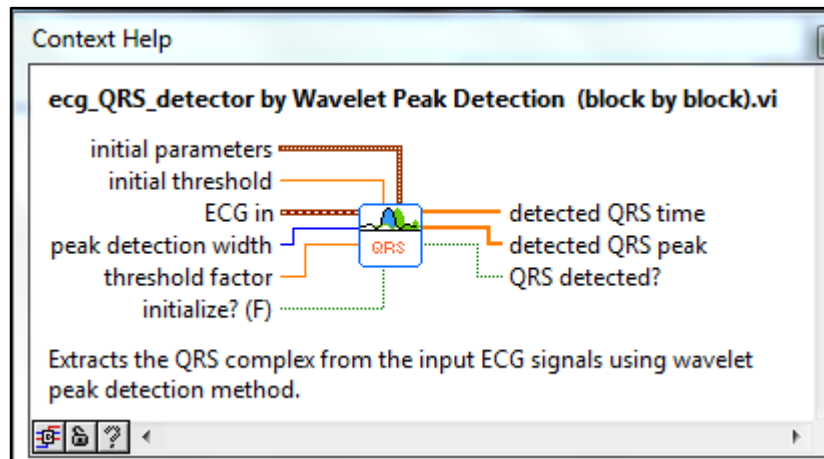 Context Help
ecg_QRS_detector by Wavelet Peak Detection (block by block).vi
initial parameters
initial threshold
ECG in
peak detection width
threshold factor
initialize? (F)
QRS
detected QRS time
detected QRS peak
QRS detected?
Extracts the QRS complex from the input ECG signals using wavelet
peak detection method.
?